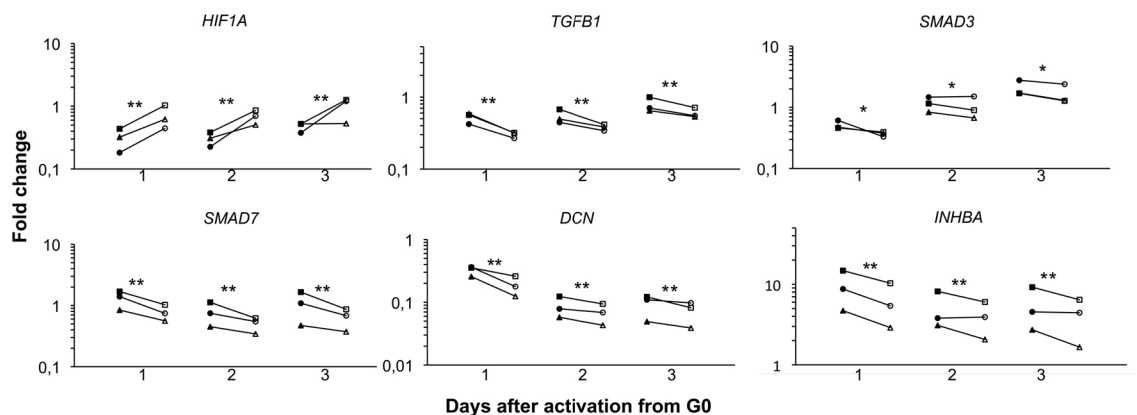 HIF1A
TGFB1
SMAD3
10
1
0,1
** ** **
1 2 3
1
0,1
** ** **
1 2 3
10
1
0,1
* * *
1 2 3
Fold change
SMAD7
DCN
INHBA
10
1
0,1
** ** **
1 2 3
1
0,1
0,01
** ** **
1 2 3
10
1
** ** **
1 2 3
Days after activation from G0